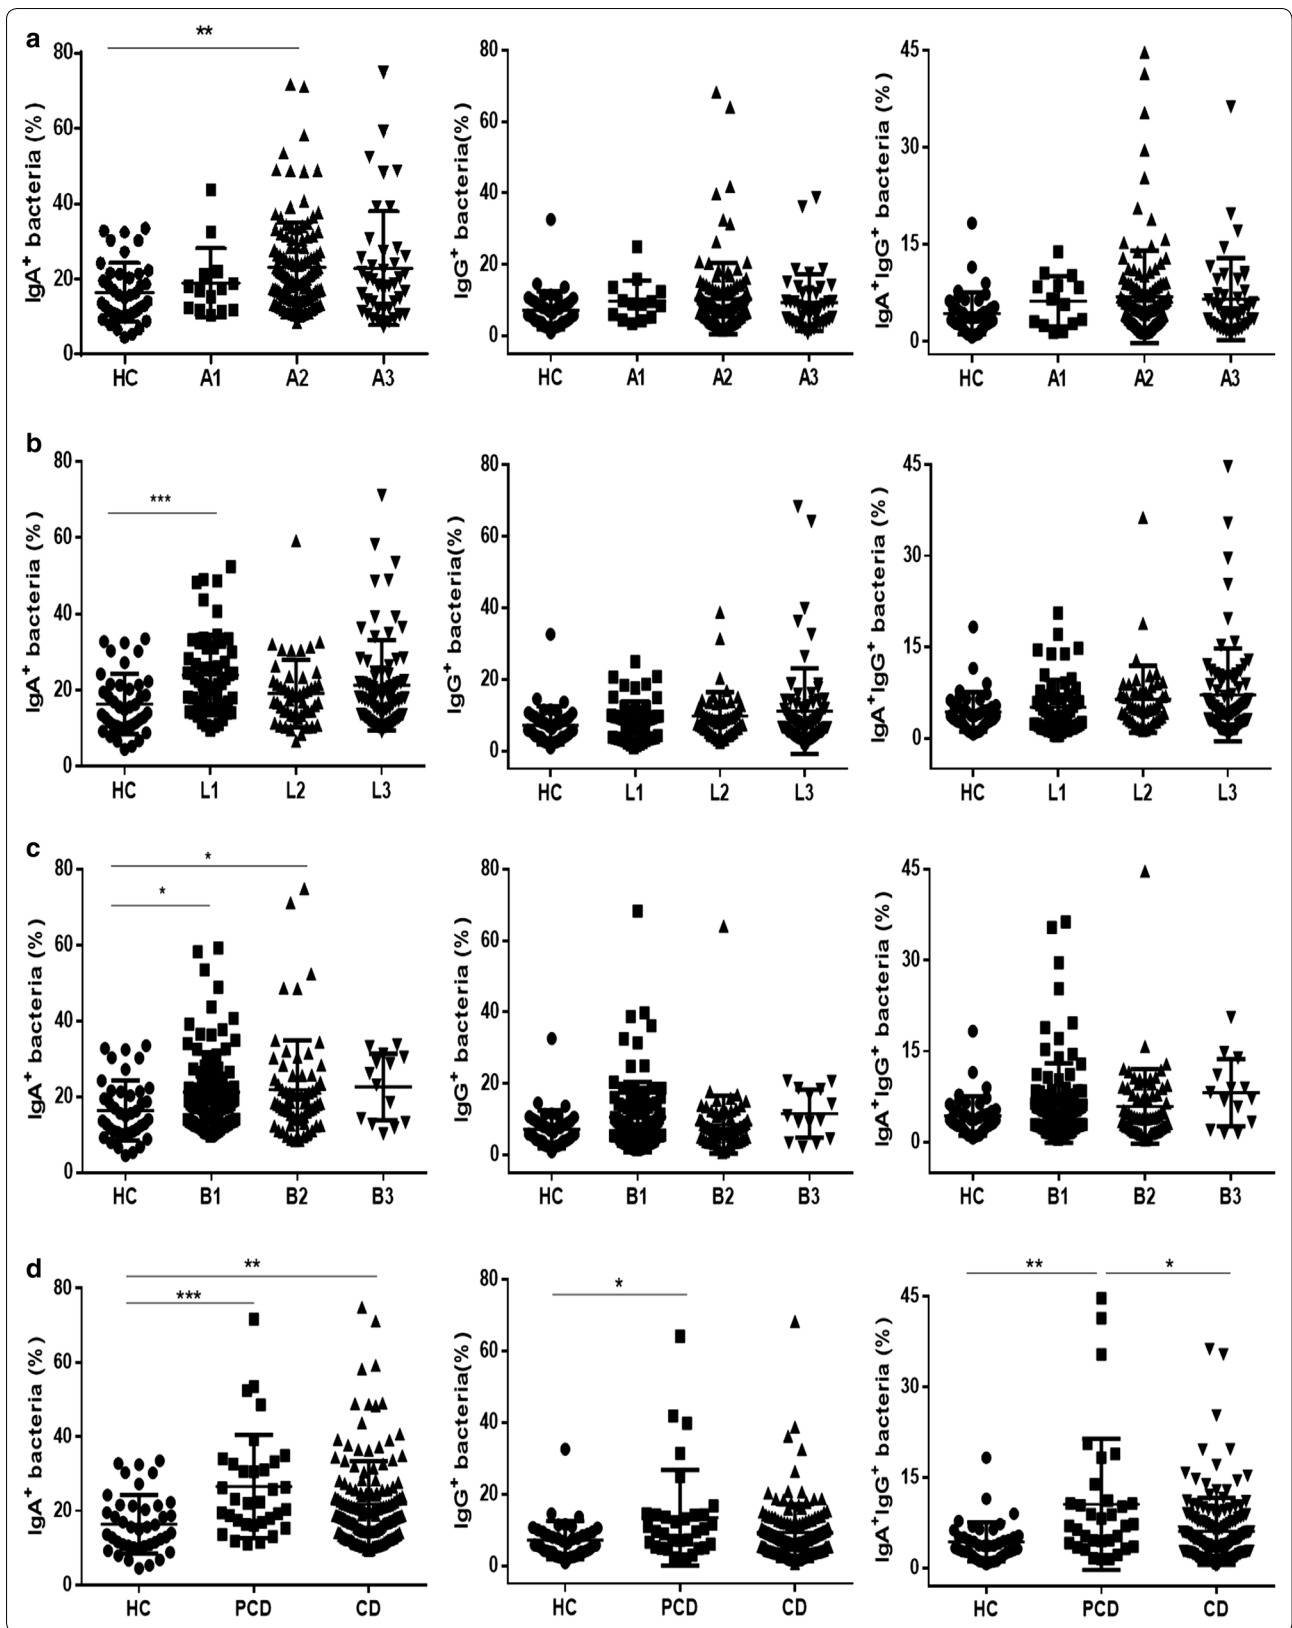 a
**
IgA+ bacteria (%)
80
60
40
20
0
HC A1 A2 A3
IgG+ bacteria(%)
80
60
40
20
0
HC A1 A2 A3
IgA+IgG+ bacteria (%)
45
30
15
0
HC A1 A2 A3
b
***
IgA+ bacteria (%)
80
60
40
20
0
HC L1 L2 L3
IgG+ bacteria(%)
80
60
40
20
0
HC L1 L2 L3
IgA+IgG+ bacteria (%)
45
30
15
0
HC L1 L2 L3
c
*
*
IgA+ bacteria (%)
80
60
40
20
0
HC B1 B2 B3
IgG+ bacteria (%)
80
60
40
20
0
HC B1 B2 B3
IgA+IgG+ bacteria (%)
45
30
15
0
HC B1 B2 B3
d
**
***
IgA+ bacteria (%)
80
60
40
20
0
HC PCD CD
*
IgG+ bacteria(%)
80
60
40
20
0
HC PCD CD
** *
IgA+IgG+ bacteria (%)
45
30
15
0
HC PCD CD